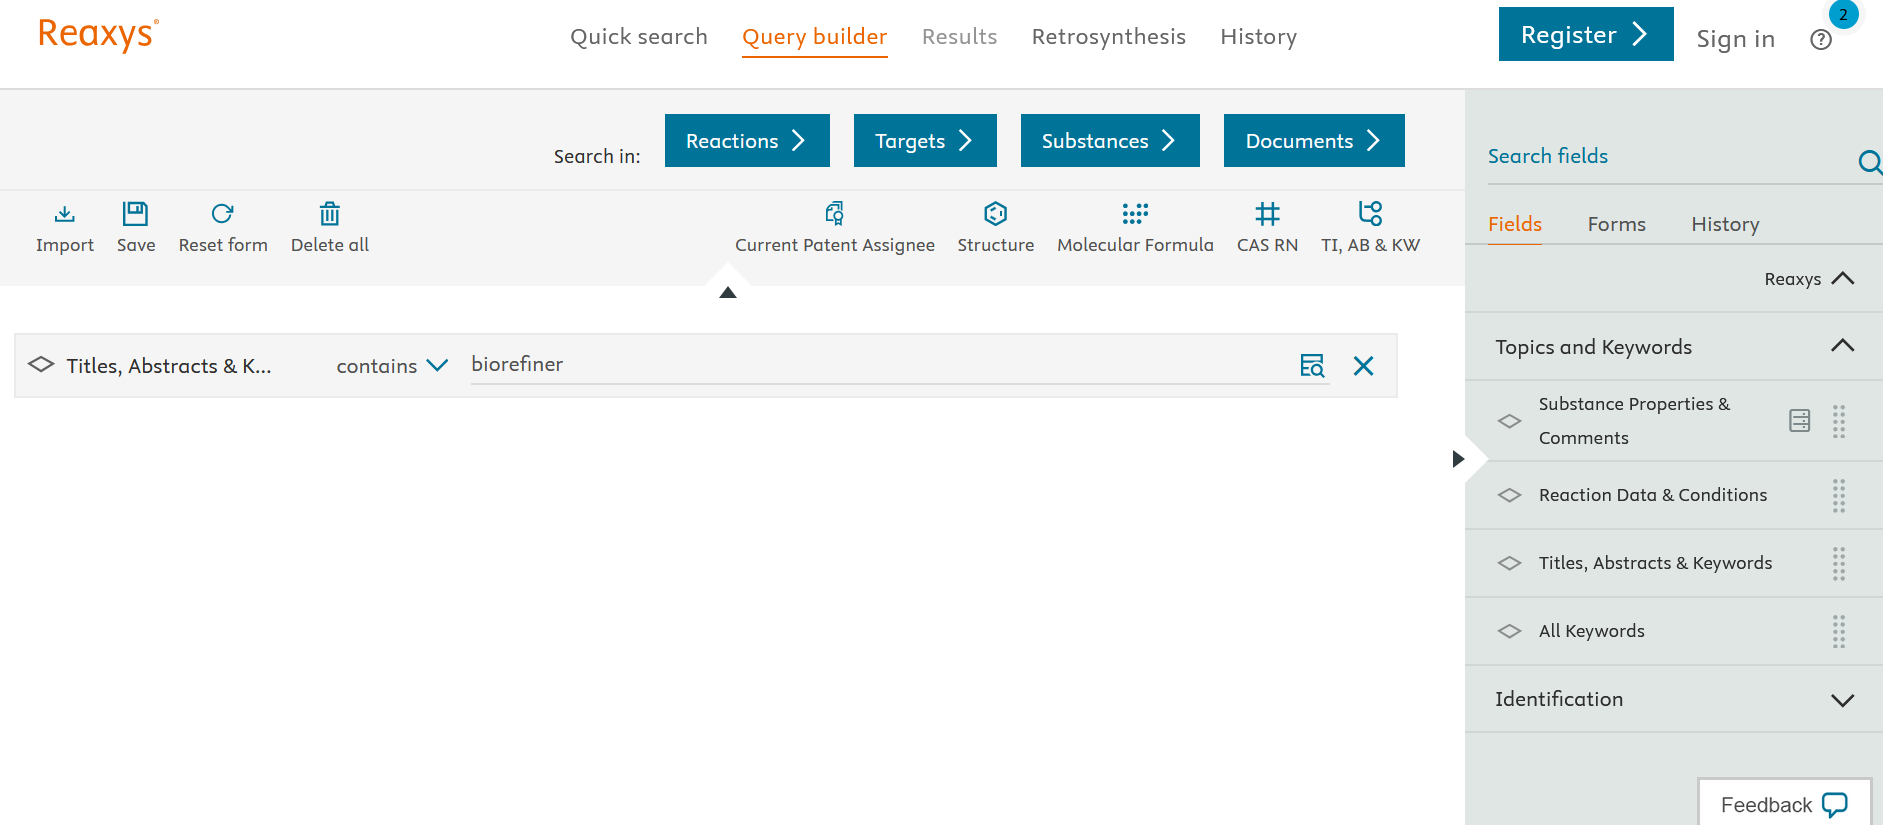 Reaxys®
Quick search Query builder Results Retrosynthesis History
Register Sign in 2
Search in: Reactions Targets Substances Documents
Import Save Reset form Delete all
Current Patent Assignee Structure Molecular Formula CAS RN TI, AB & KW
Titles, Abstracts & K... contains biorefiner
Search fields
Fields Forms History
Reaxys
Topics and Keywords
Substance Properties &
Comments
Reaction Data & Conditions
Titles, Abstracts & Keywords
All Keywords
Identification
Feedback